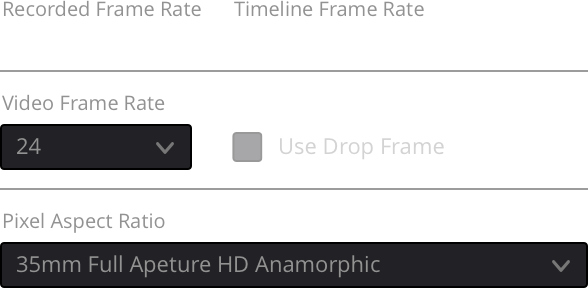 Recorded Frame Rate Timeline Frame Rate
Video Frame Rate
24 Use Drop Frame
Pixel Aspect Ratio
35mm Full Apeture HD Anamorphic